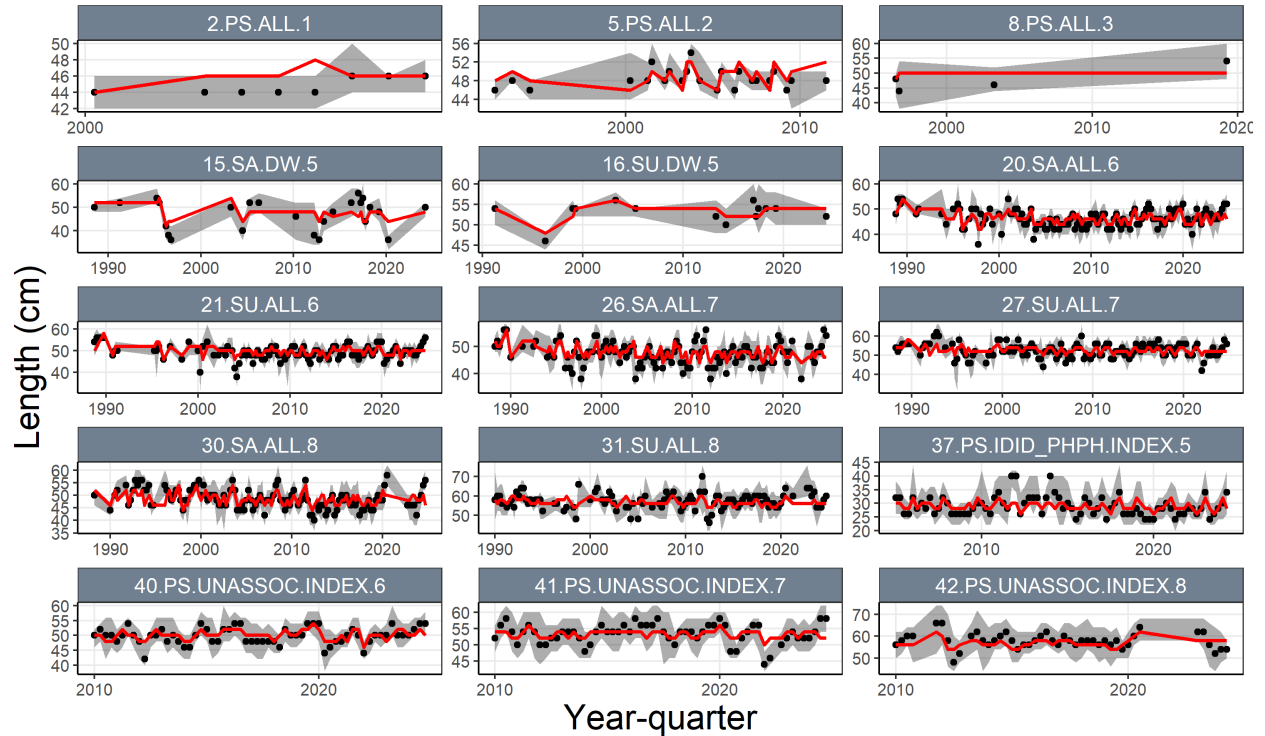 2.PS.ALL.1 5.PS.ALL.2 8.PS.ALL.3
50 48 46 44 42 56 52 48 44 60 55 50 45 40
2000 2000 2010 2000 2010 2020
15.SA.DW.5 16.SU.DW.5 20.SA.ALL.6
60 50 40 60 55 50 45 60 50 40
1990 2000 2010 2020 1990 2000 2010 2020 1990 2000 2010 2020
21.SU.ALL.6 26.SA.ALL.7 27.SU.ALL.7
60 50 40 50 40 60 50 40
1990 2000 2010 2020 1990 2000 2010 2020 1990 2000 2010 2020
30.SA.ALL.8 31.SU.ALL.8 37.PS.IDID_PHPH.INDEX.5
60 55 50 45 40 35 70 60 50 45 40 35 30 25 20
1990 2000 2010 2020 1990 2000 2010 2020 2010 2020
40.PS.UNASSOC.INDEX.6 41.PS.UNASSOC.INDEX.7 42.PS.UNASSOC.INDEX.8
60 55 50 45 40 60 55 50 45 70 60 50
2010 2020 2010 2020 2010 2020
Length (cm)
Year-quarter